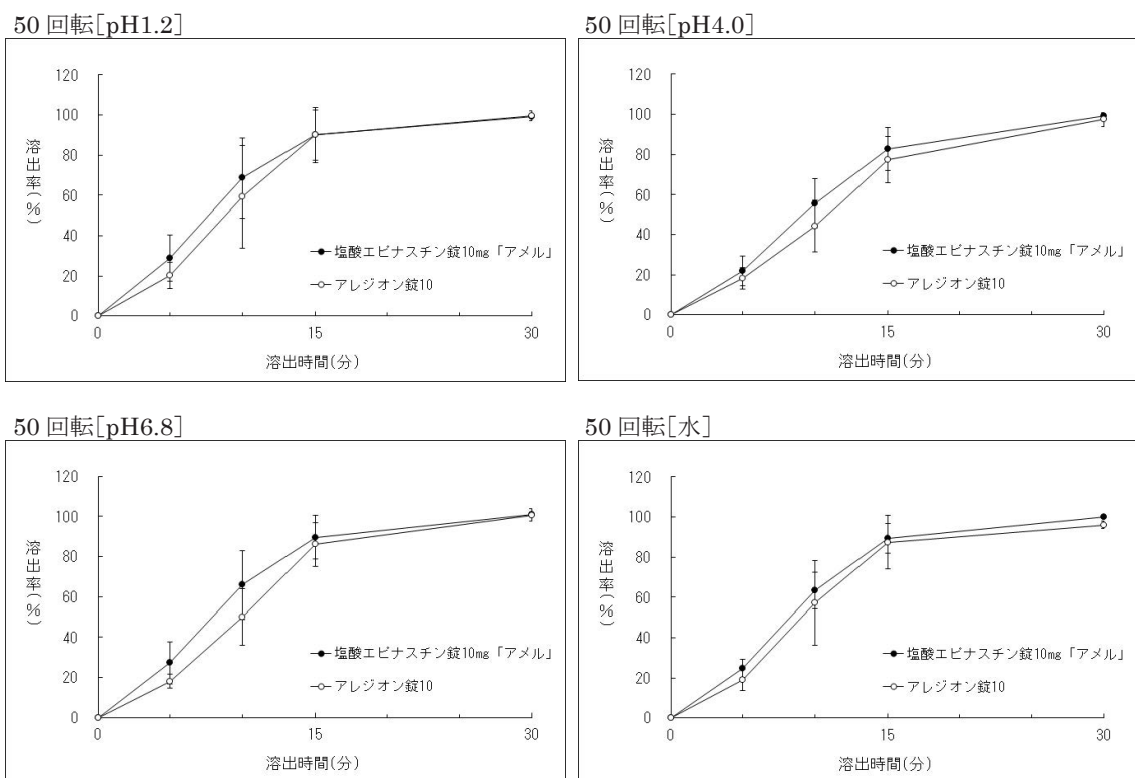 50 回転[pH1.2]
120
100
80
60
40
20
0
溶出率(%)
塩酸エピナスチン錠10㎎「アメル」
アレジオン錠10
0 15 30
溶出時間(分)
50 回転[pH4.0]
120
100
80
60
40
20
0
溶出率(%)
塩酸エピナスチン錠10㎎「アメル」
アレジオン錠10
0 15 30
溶出時間(分)
50 回転[pH6.8]
120
100
80
60
40
20
0
溶出率(%)
塩酸エピナスチン錠10㎎「アメル」
アレジオン錠10
0 15 30
溶出時間(分)
50 回転[水]
120
100
80
60
40
20
0
溶出率(%)
塩酸エピナスチン錠10㎎「アメル」
アレジオン錠10
0 15 30
溶出時間(分)